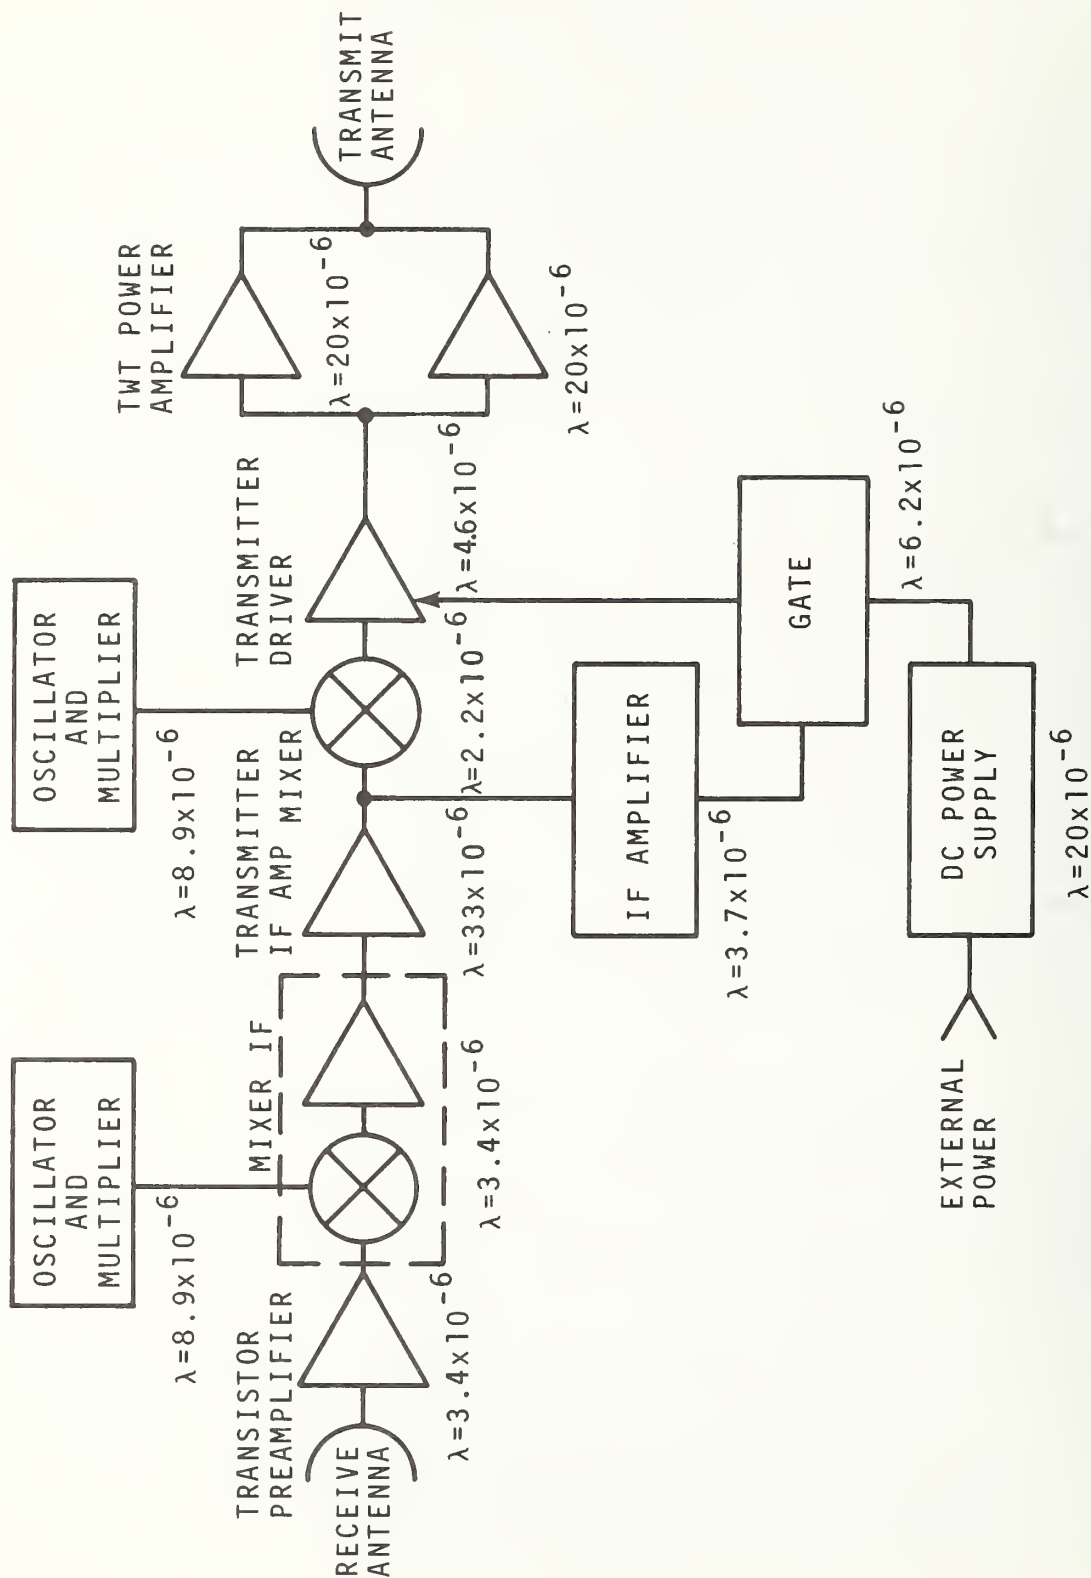 OSCILLATOR
AND
MULTIPLIER
λ=8.9x10⁻⁶
OSCILLATOR
AND
MULTIPLIER
λ=8.9x10⁻⁶
TRANSISTOR
PREAMPLIFIER
MIXER IF
TRANSMITTER
IF AMP MIXER
TRANSMITTER
DRIVER
TWT POWER
AMPLIFIER
RECEIVE
ANTENNA
λ=3.4x10⁻⁶
λ=3.4x10⁻⁶
λ=33x10⁻⁶
λ=2.2x10⁻⁶
λ=4.6x10⁻⁶
λ=20x10⁻⁶
λ=20x10⁻⁶
TRANSMIT
ANTENNA
IF AMPLIFIER
λ=3.7x10⁻⁶
GATE
λ=6.2x10⁻⁶
EXTERNAL
POWER
DC POWER
SUPPLY
λ=20x10⁻⁶